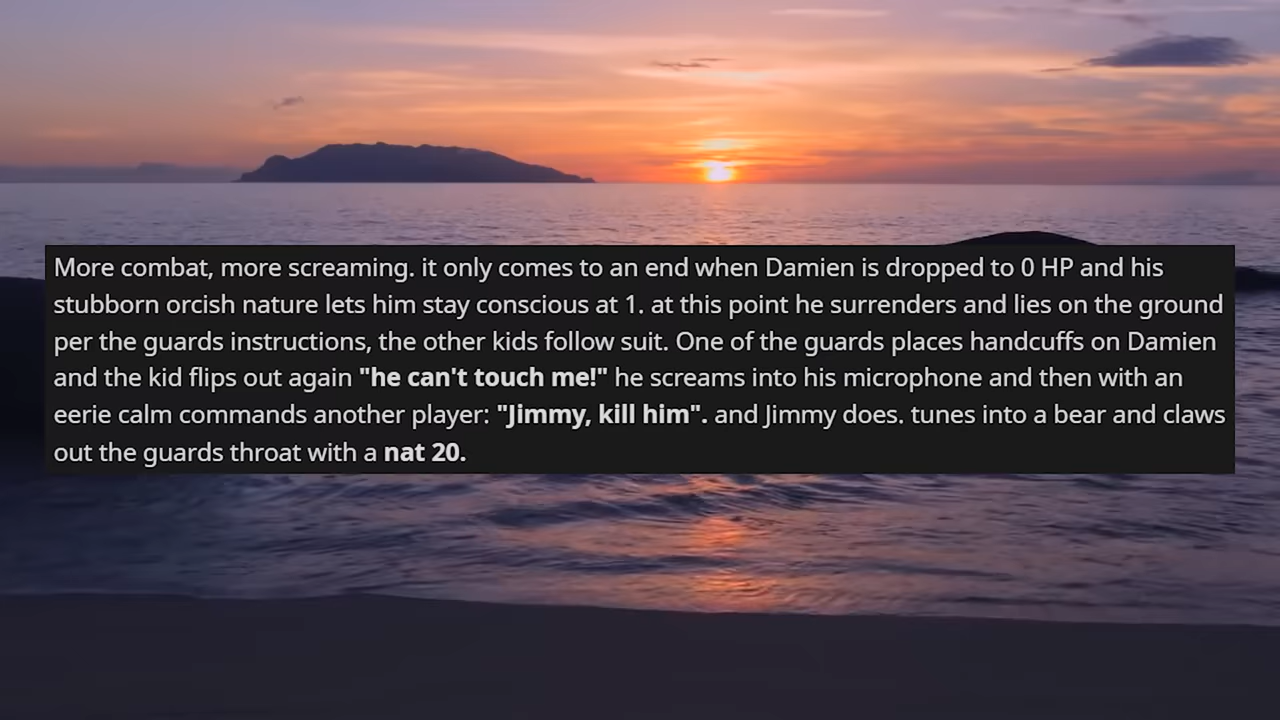 More combat, more screaming. it only comes to an end when Damien is dropped to 0 HP and his
stubborn orcish nature lets him stay conscious at 1. at this point he surrenders and lies on the ground
per the guards instructions, the other kids follow suit. One of the guards places handcuffs on Damien
and the kid flips out again "he can't touch me!" he screams into his microphone and then with an
eerie calm commands another player: "Jimmy, kill him". and Jimmy does. tunes into a bear and claws
out the guards throat with a nat 20.